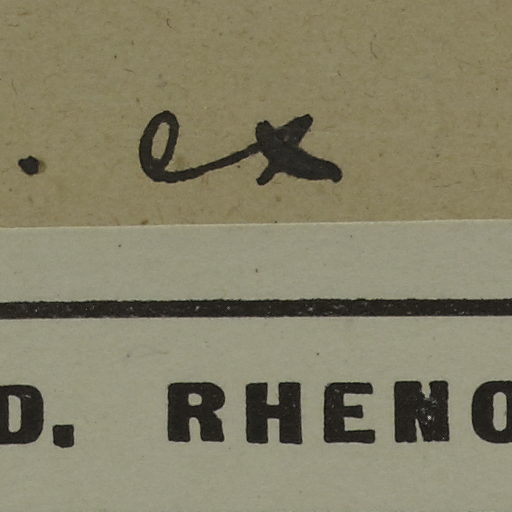 . ex
D. RHENO